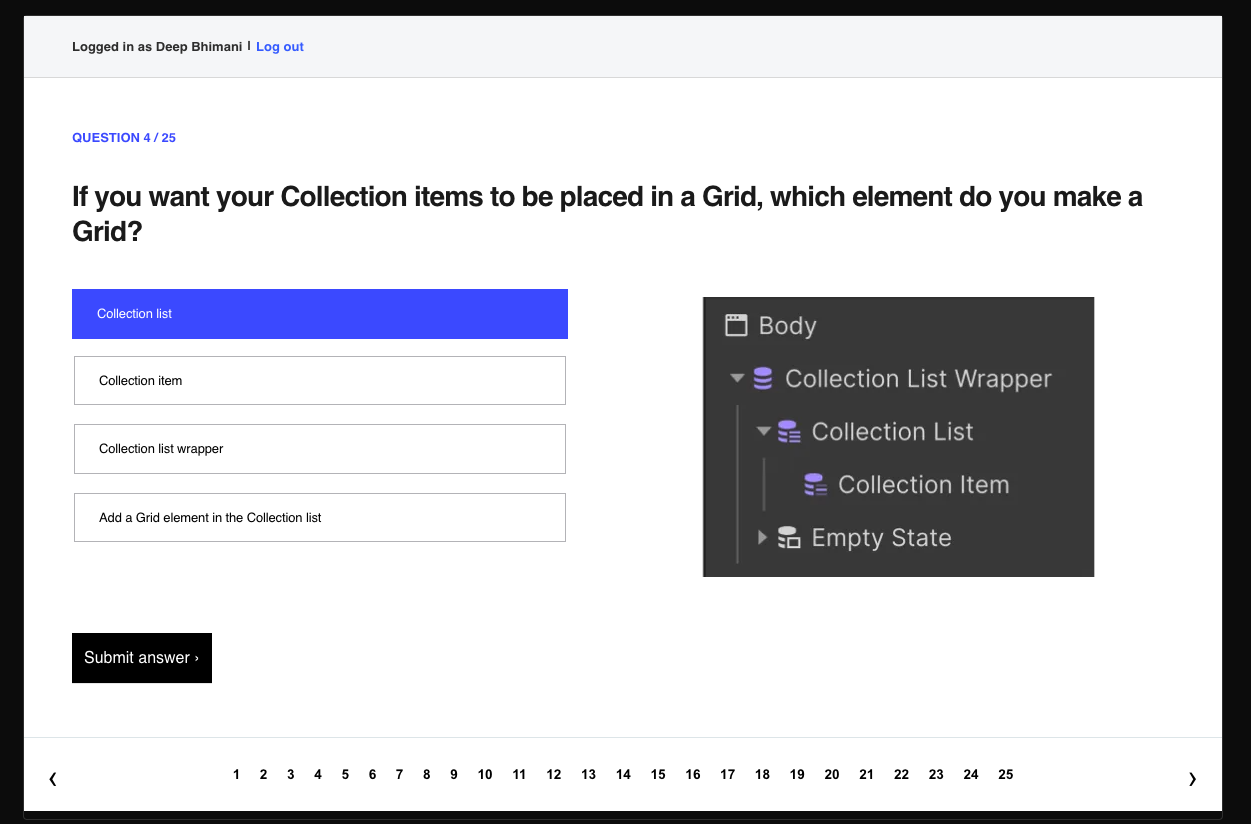 Logged in as Deep Bhimani | Log out
QUESTION 4 / 25
If you want your Collection items to be placed in a Grid, which element do you make a
Grid?
Collection list
Collection item
Collection list wrapper
Add a Grid element in the Collection list
Body
Collection List Wrapper
Collection List
Collection Item
Empty State
Submit answer ›
‹ 1 2 3 4 5 6 7 8 9 10 11 12 13 14 15 16 17 18 19 20 21 22 23 24 25 ›